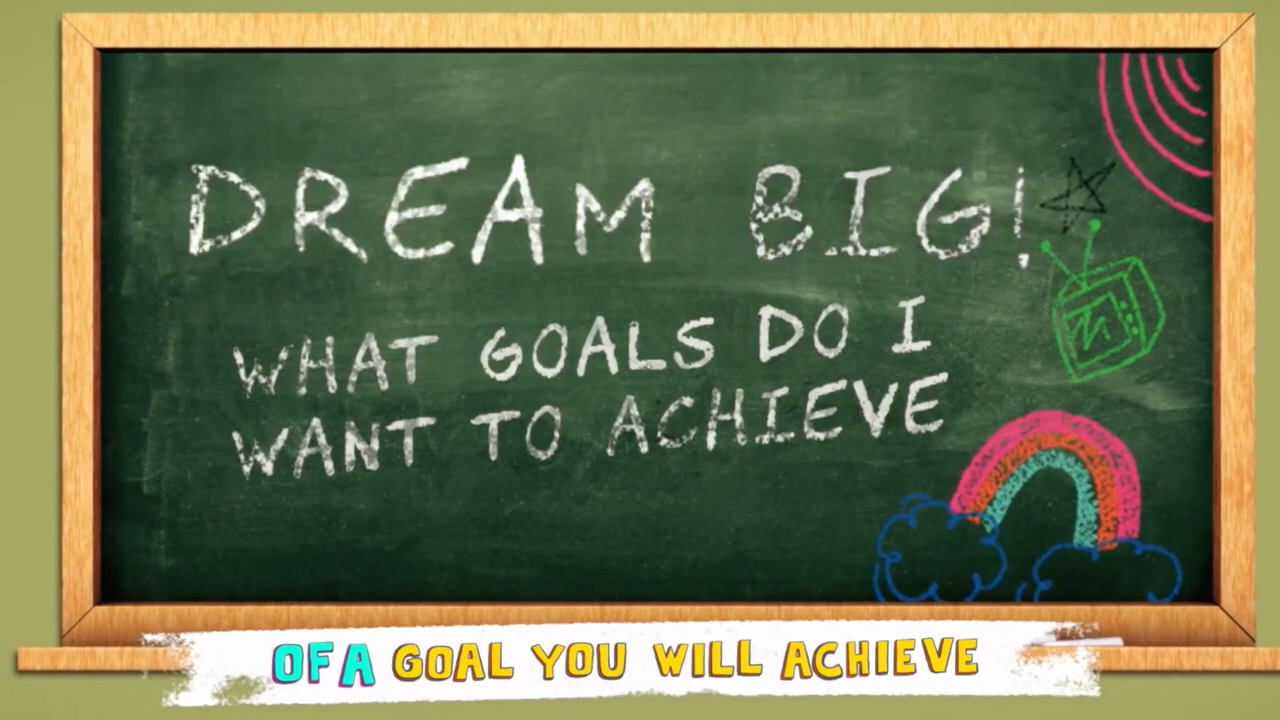 DREAM BIG!
WHAT GOALS DO I
WANT TO ACHIEVE
OF A GOAL YOU WILL ACHIEVE